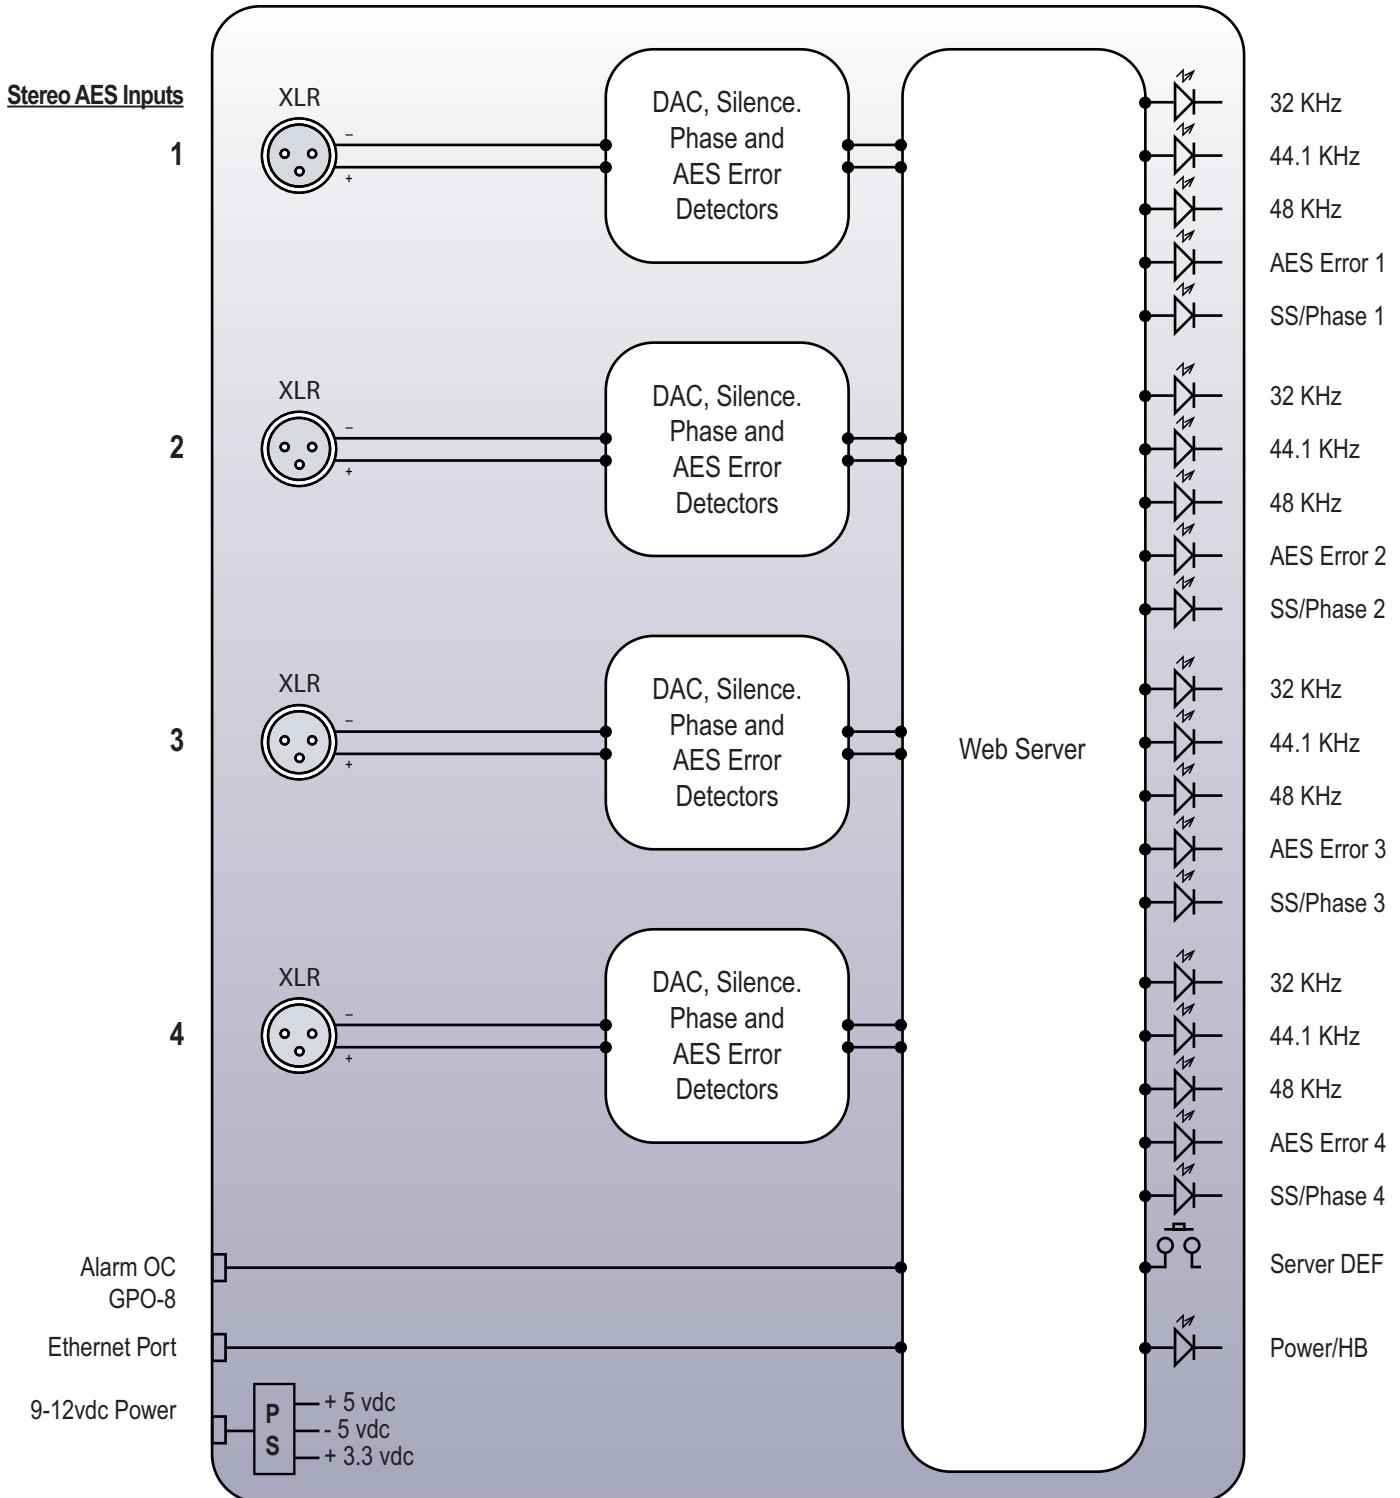 Stereo AES Inputs
1
XLR
–
+
DAC, Silence.
Phase and
AES Error
Detectors
32 KHz
44.1 KHz
48 KHz
AES Error 1
SS/Phase 1
2
XLR
–
+
DAC, Silence.
Phase and
AES Error
Detectors
32 KHz
44.1 KHz
48 KHz
AES Error 2
SS/Phase 2
3
XLR
–
+
DAC, Silence.
Phase and
AES Error
Detectors
Web Server
32 KHz
44.1 KHz
48 KHz
AES Error 3
SS/Phase 3
4
XLR
–
+
DAC, Silence.
Phase and
AES Error
Detectors
32 KHz
44.1 KHz
48 KHz
AES Error 4
SS/Phase 4
Alarm OC
GPO-8
Server DEF
Ethernet Port
Power/HB
9-12vdc Power
P
S
+ 5 vdc
- 5 vdc
+ 3.3 vdc